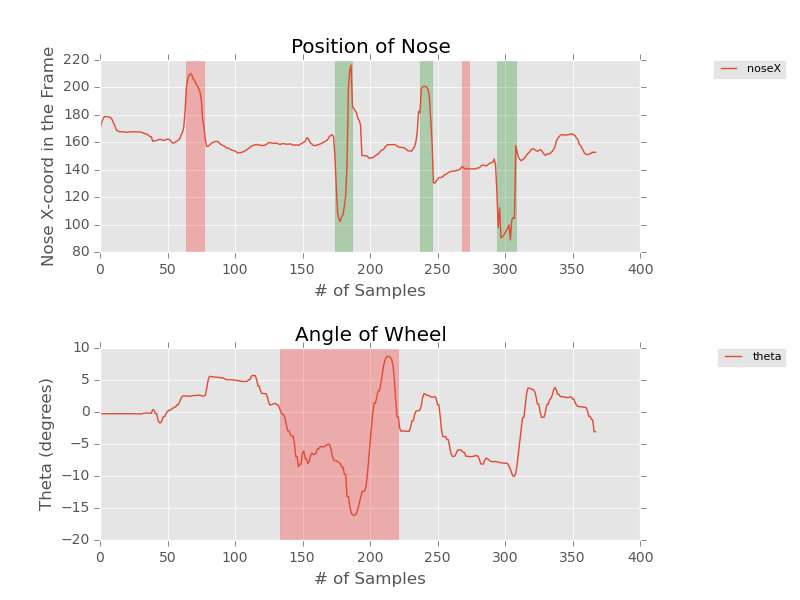 Position of Nose
Nose X-coord in the Frame
220
200
180
160
140
120
100
80
0 50 100 150 200 250 300 350 400
# of Samples
noseX
Angle of Wheel
Theta (degrees)
10
5
0
−5
−10
−15
−20
0 50 100 150 200 250 300 350 400
# of Samples
theta